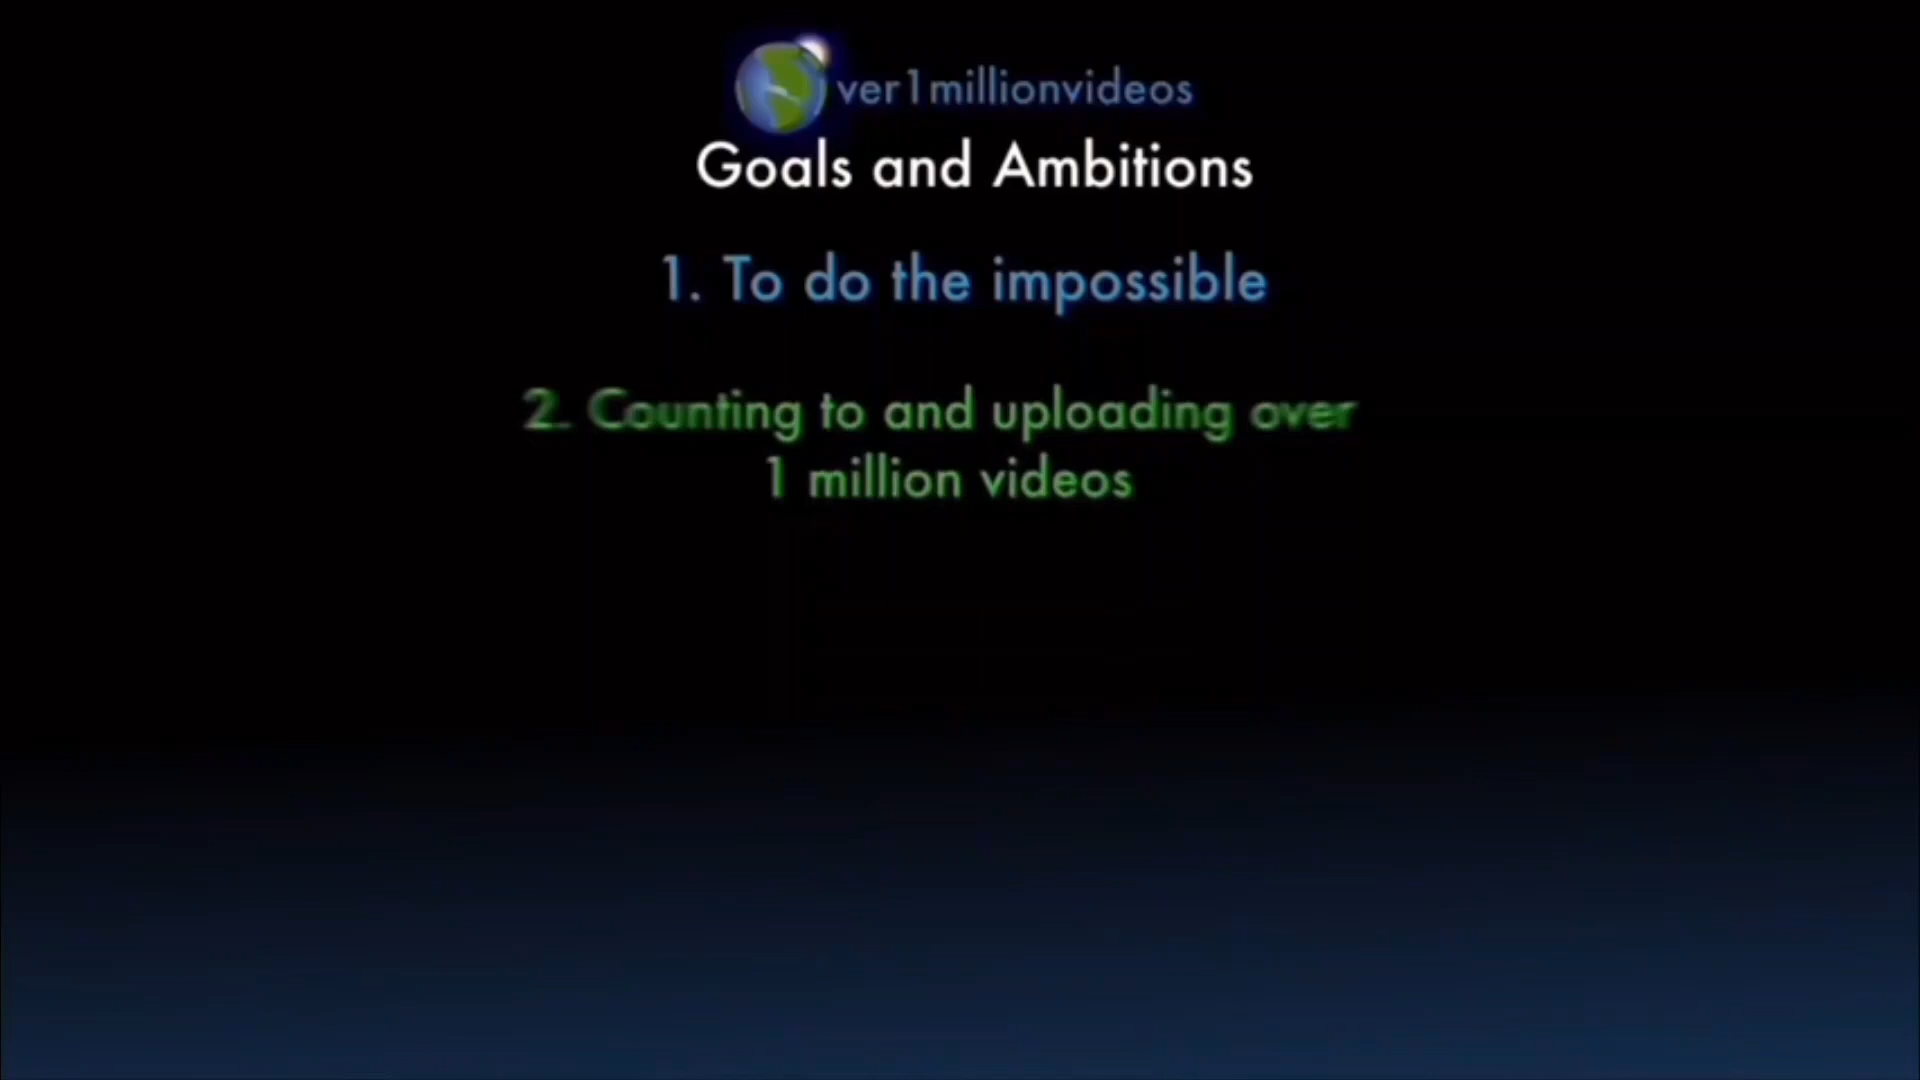 ver1millionvideos
Goals and Ambitions
1. To do the impossible
2. Counting to and uploading over
1 million videos